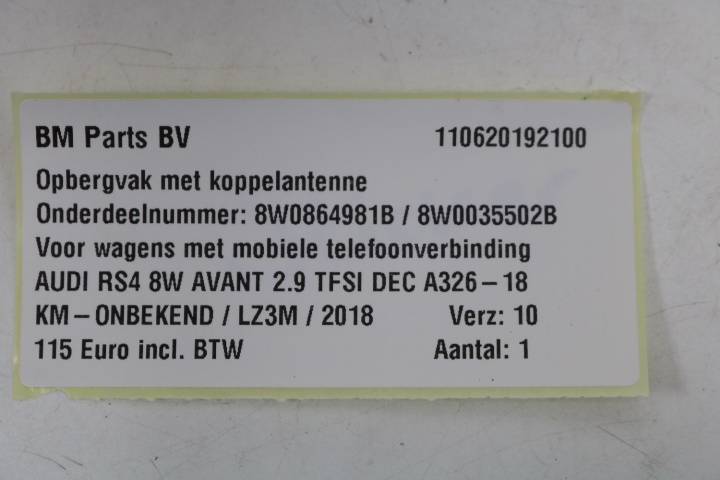 BM Parts BV 110620192100
Opbergvak met koppelantenne
Onderdeelnummer: 8W0864981B / 8W0035502B
Voor wagens met mobiele telefoonverbinding
AUDI RS4 8W AVANT 2.9 TFSI DEC A326-18
KM-ONBEKEND / LZ3M / 2018 Verz: 10
115 Euro incl. BTW Aantal: 1